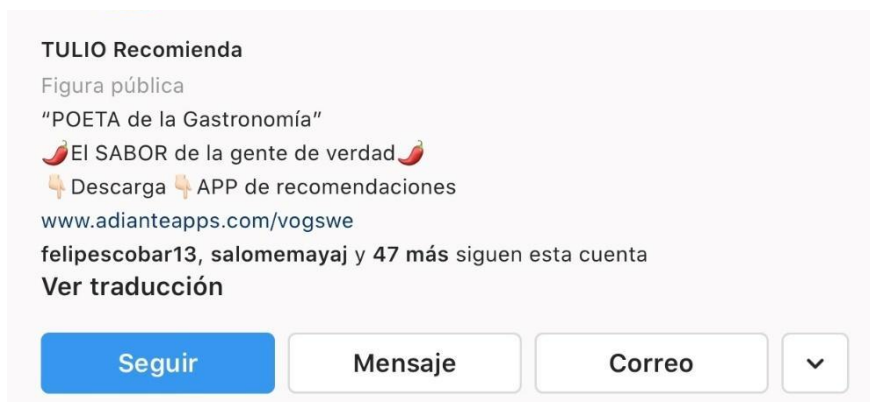 TULIO Recomienda
Figura pública
“POETA de la Gastronomía”
🌶️El SABOR de la gente de verdad🌶️
👇🏻Descarga👇🏻APP de recomendaciones
www.adianteapps.com/vogswe
felipescobar13, salomemayaj y 47 más siguen esta cuenta
Ver traducción
Seguir Mensaje Correo